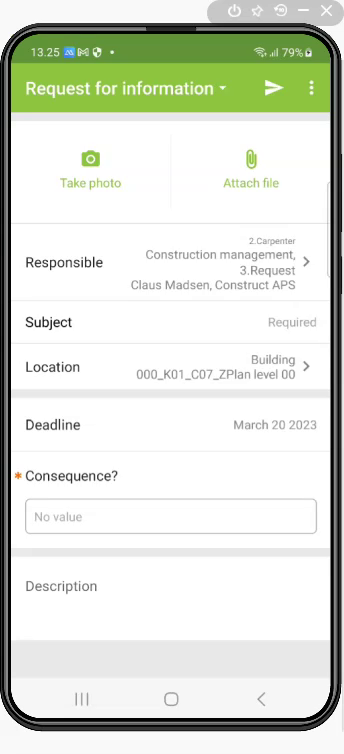 13.25 79%
Request for information
Take photo Attach file
2.Carpenter
Responsible Construction management,
3.Request
Claus Madsen, Construct APS
Subject Required
Location Building
000_K01_C07_ZPlan level 00
Deadline March 20 2023
* Consequence?
No value
Description